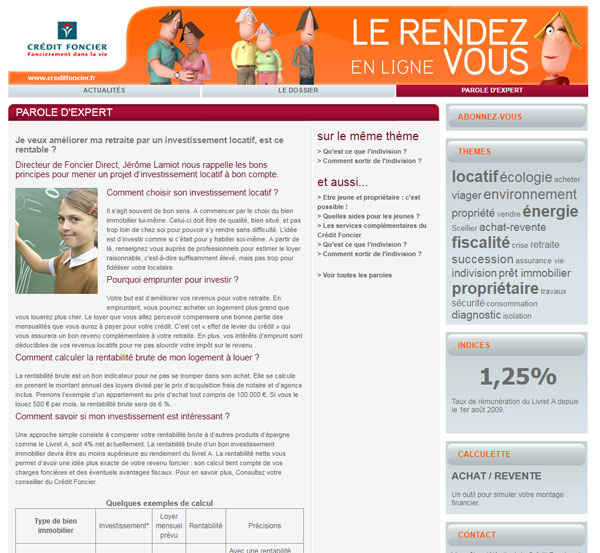 CRÉDIT FONCIER
Foncièrement dans la vie
www.creditfoncier.fr
LE RENDEZ
EN LIGNE VOUS
ACTUALITÉS
LE DOSSIER
PAROLE D'EXPERT
PAROLE D'EXPERT
Je veux améliorer ma retraite par un investissement locatif, est ce
rentable ?
Directeur de Foncier Direct, Jérôme Lamiot nous rappelle les bons
principes pour mener un projet d'investissement locatif à bon compte.
Comment choisir son investissement locatif ?
Il s'agit souvent de bon sens. A commencer par le choix du bien
immobilier lui-même. Celui-ci doit être de qualité, bien situé, et pas
trop loin de chez soi pour pouvoir s'y rendre sans difficulté. L'idée
est d'investir comme si c'était pour y habiter soi-même. A partir de
là, renseignez vous auprès de professionnels pour estimer le loyer
raisonnable, c'est-à-dire suffisament élevé, mais pas trop pour
fidéliser votre locataire.
Pourquoi emprunter pour investir ?
Votre but est d'améliorer vos revenus pour votre retraite. En
empruntant, vous pourrez acheter un logement plus grand que
vous louerez plus cher. Le loyer que vous allez percevoir compensera une bonne partie des
mensualités que vous aurez à payer pour votre crédit. C'est cet « effet de levier du crédit » qui
vous assurera un bon revenu complémentaire à votre retraite. En plus, vos intérêts d'emprunt sont
déductibles de vos revenus locatifs pour ne pas alourdir votre impôt sur le revenu .
Comment calculer la rentabilité brute de mon logement à louer ?
La rentabilité brute est un bon indicateur pour ne pas se tromper dans son achat. Elle se calcule
en prenant le montant annuel des loyers divisé par le prix d'acquisition frais de notaire et d'agence
inclus. Prenons l'exemple d'un appartement au prix d'achat tout compris de 100 000 €. Si vous le
louez 500 € par mois, la rentabilité brute sera de 6 %.
Comment savoir si mon investissement est intéressant ?
Une approche simple consiste à comparer votre rentabilité brute à d'autres produits d'épargne
comme le Livret A, soit 4% net actuellement. La rentabilité brute d'un bon investissement
immobilier devra être au moins supérieure au rendement du livret A. La rentabilité nette vous
permet d'avoir une idée plus exacte de votre revenu foncier : son calcul tient compte de vos
charges foncières et des éventuels avantages fiscaux. Pour en savoir plus, Consultez votre
conseiller du Crédit Foncier.
Quelques exemples de calcul
Type de bien immobilier
Investissement*
Loyer mensuel prévu
Rentabilité
Précisions
Avec une rentabilité
sur le même thème
> Qu'est ce que l'indivision ?
> Comment sortir de l'indivision ?
et aussi...
> Etre jeune et propriétaire : c'est
possible !
> Quelles aides pour les jeunes ?
> Les services complémentaires du
Crédit Foncier
> Qu'est ce que l'indivision ?
> Comment sortir de l'indivision ?
> Voir toutes les paroles
ABONNEZ-VOUS
THEMES
locatif écologie acheter
viager environnement
propriété vendre énergie
Scellier achat-revente
fiscalité crise retraite
succession assurance vie
indivision prêt immobilier
propriétaire travaux
sécurité consommation
diagnostic isolation
INDICES
1,25%
Taux de rémunération du Livret A depuis
le 1er août 2009.
CALCULETTE
ACHAT / REVENTE
Un outil pour simuler votre montage
financier.
CONTACT